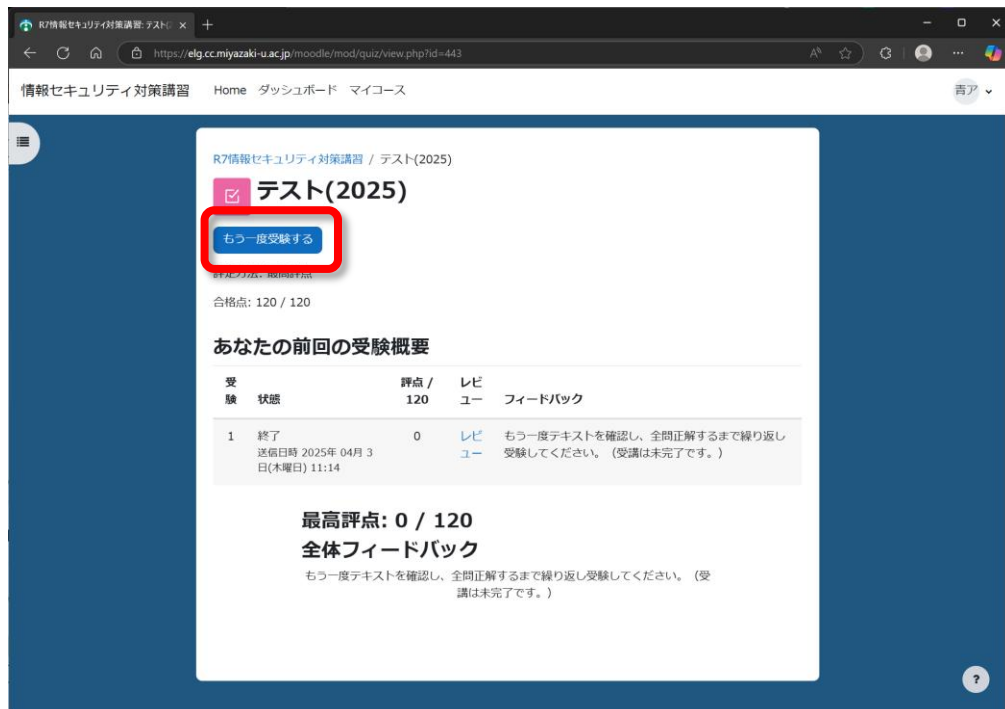 R7情報セキュリティ対策講習: テスト(2
https://elg.cc.miyazaki-u.ac.jp/moodle/mod/quiz/view.php?id=443
情報セキュリティ対策講習 Home ダッシュボード マイコース 青ア
R7情報セキュリティ対策講習 / テスト(2025)
テスト(2025)
もう一度受験する
評定方法: 最高評点
合格点: 120 / 120
あなたの前回の受験概要
受験 状態 評点 / 120 レビュー フィードバック
1 終了 0 レビュー もう一度テキストを確認し、全問正解するまで繰り返し
送信日時 2025年 04月 3 受験してください。(受講は未完了です。)
日(木曜日) 11:14
最高評点: 0 / 120
全体フィードバック
もう一度テキストを確認し、全問正解するまで繰り返し受験してください。(受
講は未完了です。)
?